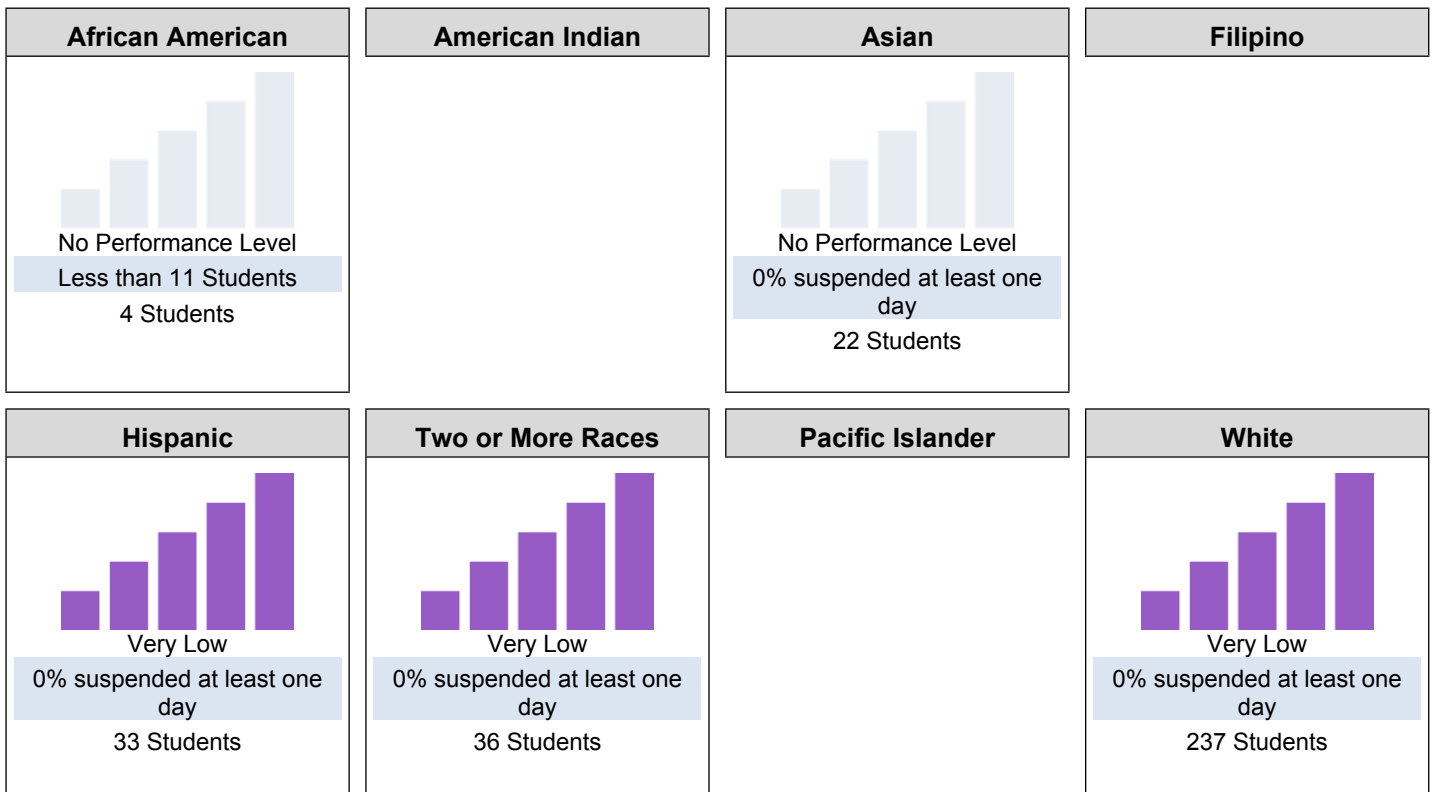 African American
American Indian
Asian
Filipino
No Performance Level
Less than 11 Students
4 Students
No Performance Level
0% suspended at least one
day
22 Students
Hispanic
Two or More Races
Pacific Islander
White
Very Low
0% suspended at least one
day
33 Students
Very Low
0% suspended at least one
day
36 Students
Very Low
0% suspended at least one
day
237 Students